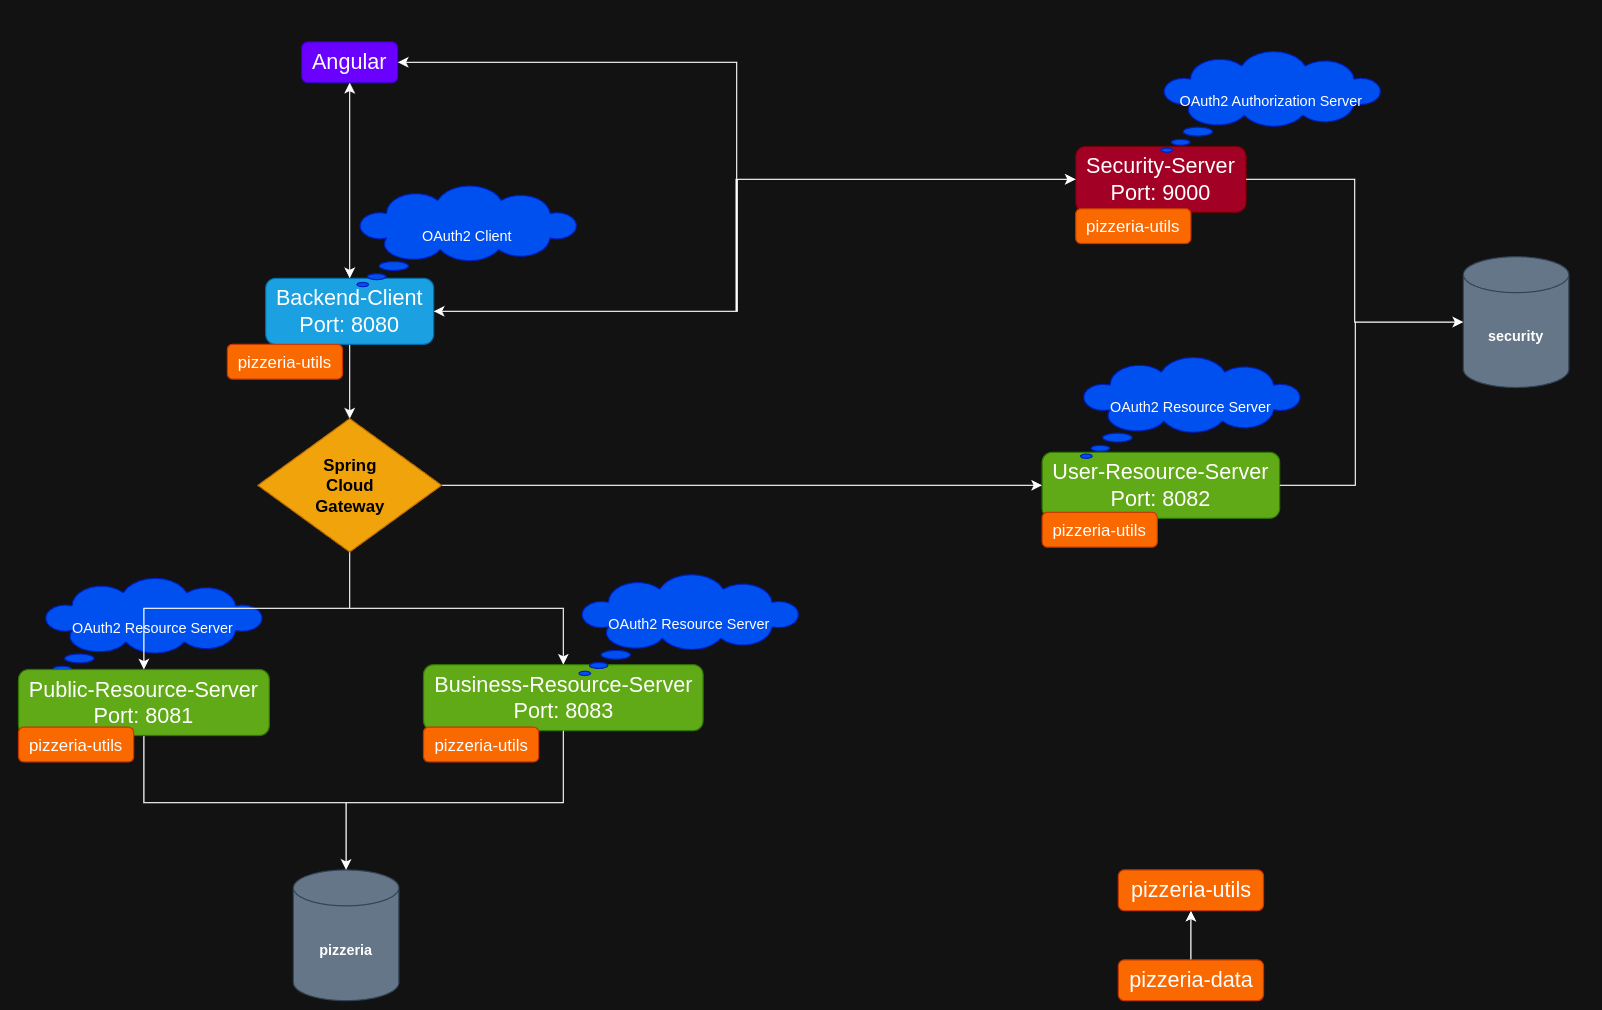 Angular
OAuth2 Authorization Server
Security-Server
Port: 9000
pizzeria-utils
OAuth2 Client
Backend-Client
Port: 8080
pizzeria-utils
security
OAuth2 Resource Server
User-Resource-Server
Port: 8082
pizzeria-utils
Spring
Cloud
Gateway
OAuth2 Resource Server
Public-Resource-Server
Port: 8081
pizzeria-utils
OAuth2 Resource Server
Business-Resource-Server
Port: 8083
pizzeria-utils
pizzeria
pizzeria-utils
pizzeria-data